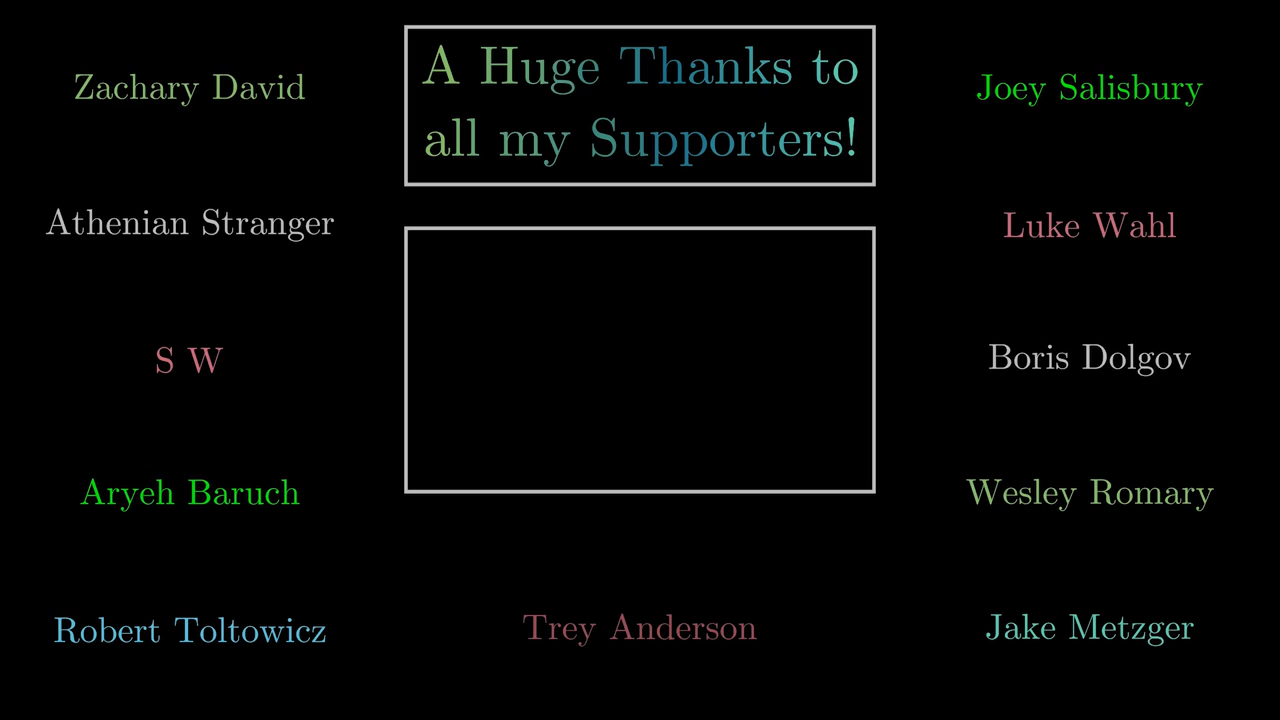 A Huge Thanks to
all my Supporters!
Zachary David
Joey Salisbury
Athenian Stranger
Luke Wahl
S W
Boris Dolgov
Aryeh Baruch
Wesley Romary
Robert Toltowicz
Trey Anderson
Jake Metzger